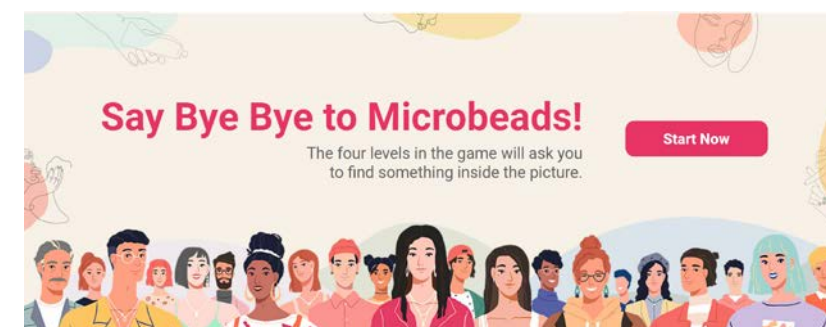 Say Bye Bye to Microbeads!
The four levels in the game will ask you
to find something inside the picture.
Start Now